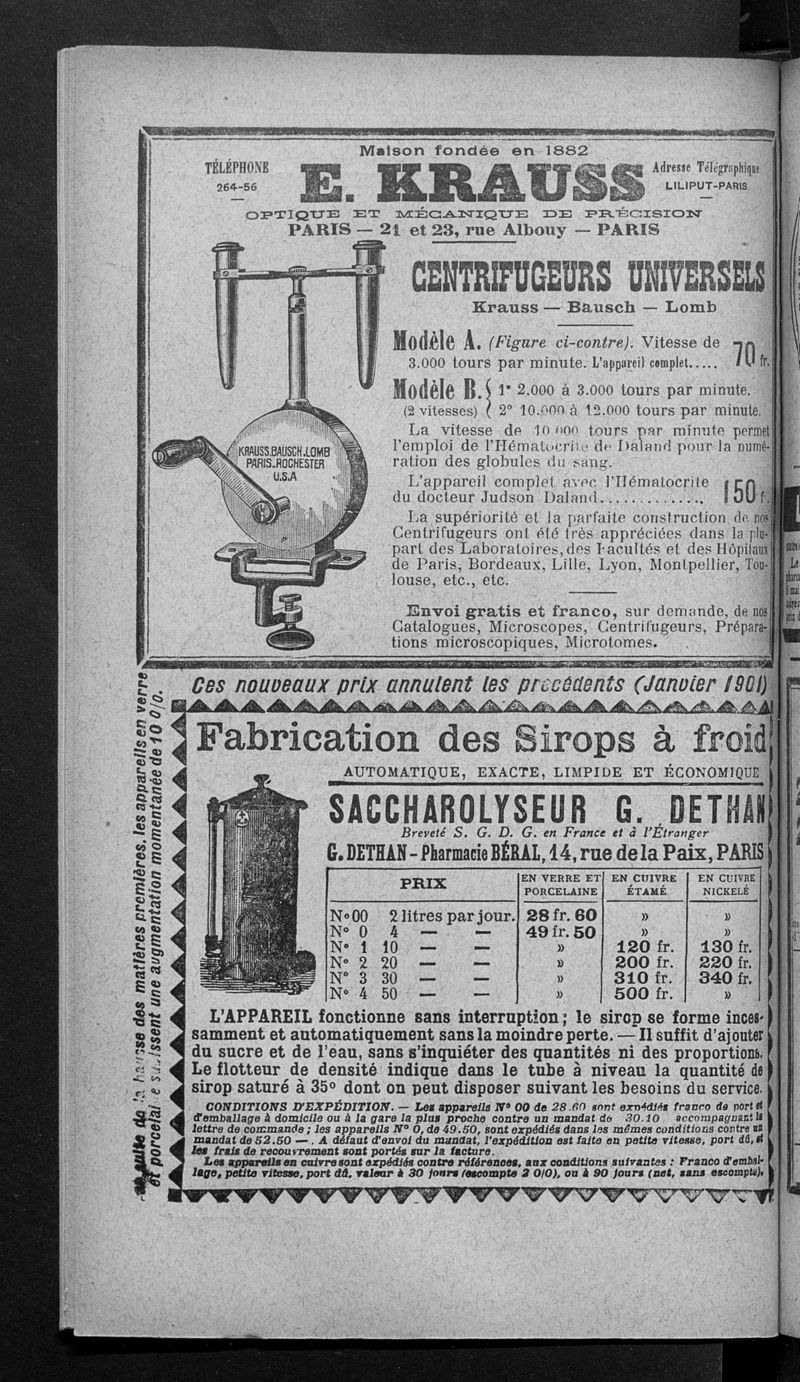 Maison fondée en 1882
TÉLÉPHONE
264-56
E. KRAUSS
Adresse Télégraphique
LILIPUT-PARIS
OPTIQUE ET MÉCANIQUE DE PRÉCISION
PARIS — 21 et 23, rue Albouy — PARIS
CENTRIFUGEURS UNIVERSELS
Krauss — Bausch — Lomb
Modèle A. (Figure ci-contre). Vitesse de
3.000 tours par minute. L'appareil complet..... 70 fr.
Modèle B. { 1° 2.000 à 3.000 tours par minute.
(2 vitesses) { 2° 10.000 à 12.000 tours par minute.
La vitesse de 10 000 tours par minute permet
l'emploi de l'Hématocrite de Daland pour la numé-
ration des globules du sang.
L'appareil complet avec l'Hématocrite
du docteur Judson Daland.............. 150 f.
La supériorité et la parfaite construction de nos
Centrifugeurs ont été très appréciées dans la plu-
part des Laboratoires, des Facultés et des Hôpitaux
de Paris, Bordeaux, Lille, Lyon, Montpellier, Tou-
louse, etc., etc.
Envoi gratis et franco, sur demande, de nos
Catalogues, Microscopes, Centrifugeurs, Prépara-
tions microscopiques, Microtomes.
KRAUSS.BAUSCH.LOMB
PARIS.ROCHESTER
U.S.A
Ces nouveaux prix annulent les précédents (Janvier 1901)
Fabrication des Sirops à froid
AUTOMATIQUE, EXACTE, LIMPIDE ET ÉCONOMIQUE
SACCHAROLYSEUR G. DETHAN
Breveté S. G. D. G. en France et à l'Étranger
G. DETHAN - Pharmacie BÉRAL, 14, rue de la Paix, PARIS
PRIX EN VERRE ET PORCELAINE EN CUIVRE ÉTAMÉ EN CUIVRE NICKELÉ
N° 00 2 litres par jour. 28 fr. 60 » »
N° 0 4 — — 49 fr. 50 » »
N° 1 10 — — » 120 fr. 130 fr.
N° 2 20 — — » 200 fr. 220 fr.
N° 3 30 — — » 310 fr. 340 fr.
N° 4 50 — — » 500 fr. »
L'APPAREIL fonctionne sans interruption; le sirop se forme inces-
samment et automatiquement sans la moindre perte. — Il suffit d'ajouter
du sucre et de l'eau, sans s'inquiéter des quantités ni des proportions.
Le flotteur de densité indique dans le tube à niveau la quantité de
sirop saturé à 35° dont on peut disposer suivant les besoins du service.
CONDITIONS D'EXPÉDITION. — Les appareils N° 00 de 28.60 sont expédiés franco de port et
d'emballage à domicile ou à la gare la plus proche contre un mandat de 30.10 accompagnant la
lettre de commande; les appareils N° 0, de 49.50, sont expédiés dans les mêmes conditions contre un
mandat de 52.50 —. A défaut d'envoi du mandat, l'expédition est faite en petite vitesse, port dû, et
les frais de recouvrement sont portés sur la facture.
Les appareils en cuivre sont expédiés contre références, aux conditions suivantes : Franco d'embal-
lage, petite vitesse, port dû, valeur à 30 jours (escompte 2 0/0), ou à 90 jours (net, sans escompte).
suite de la hausse des matières premières, les appareils en verre
et porcelaine subissent une augmentation momentanée de 10 0/0.